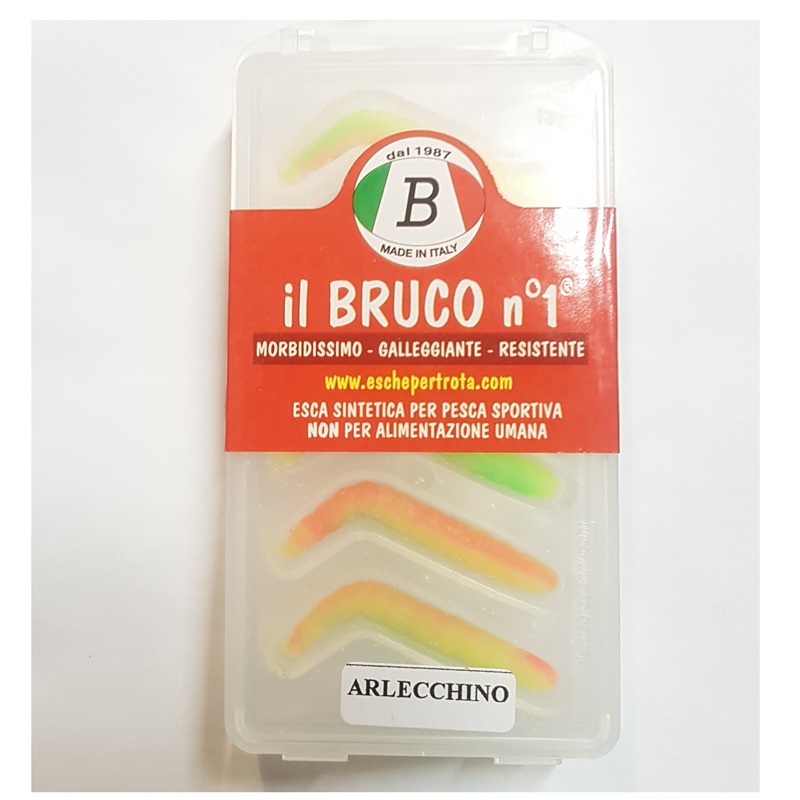 dal 1987
B
MADE IN ITALY
il BRUCO n°1®
MORBIDISSIMO - GALLEGGIANTE - RESISTENTE
www.eschepertrota.com
ESCA SINTETICA PER PESCA SPORTIVA
NON PER ALIMENTAZIONE UMANA
ARLECCHINO